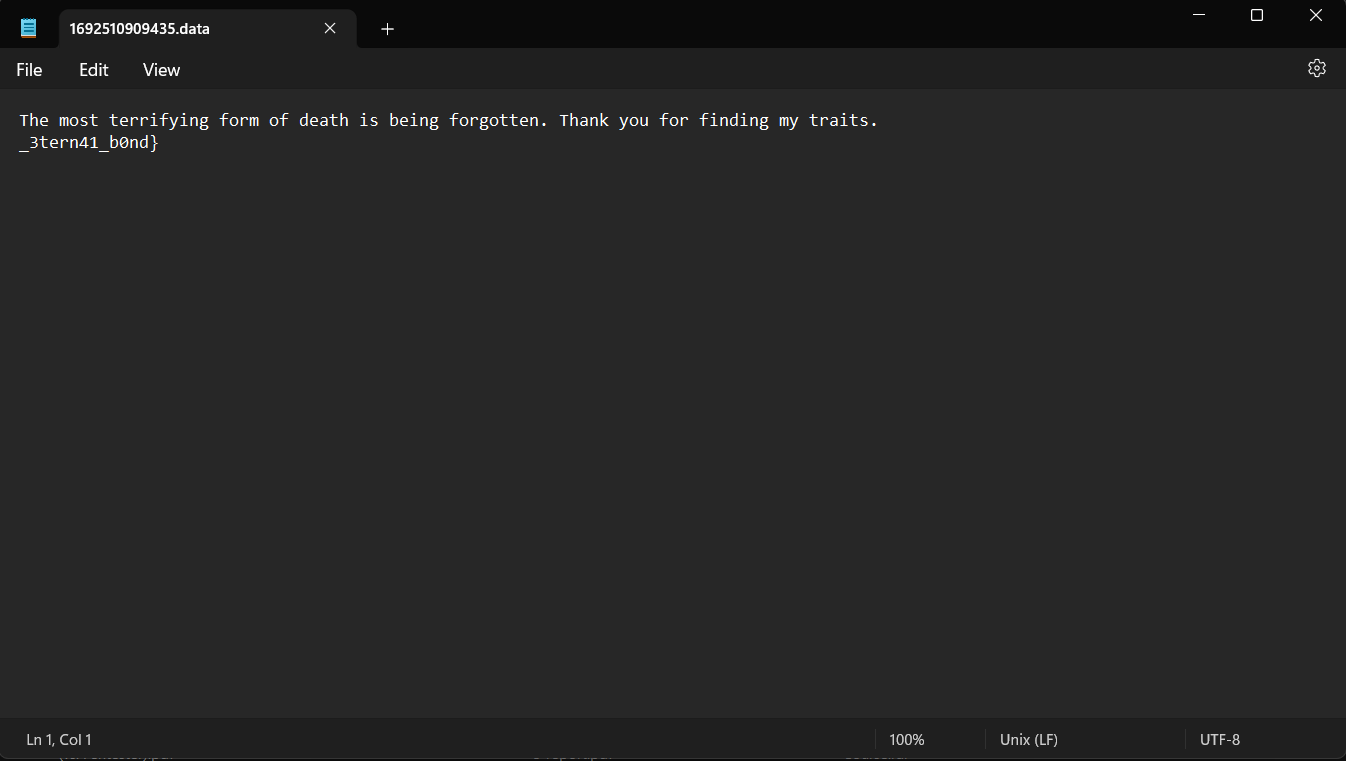 1692510909435.data
File Edit View
The most terrifying form of death is being forgotten. Thank you for finding my traits.
_3tern41_b0nd}
Ln 1, Col 1 100% Unix (LF) UTF-8